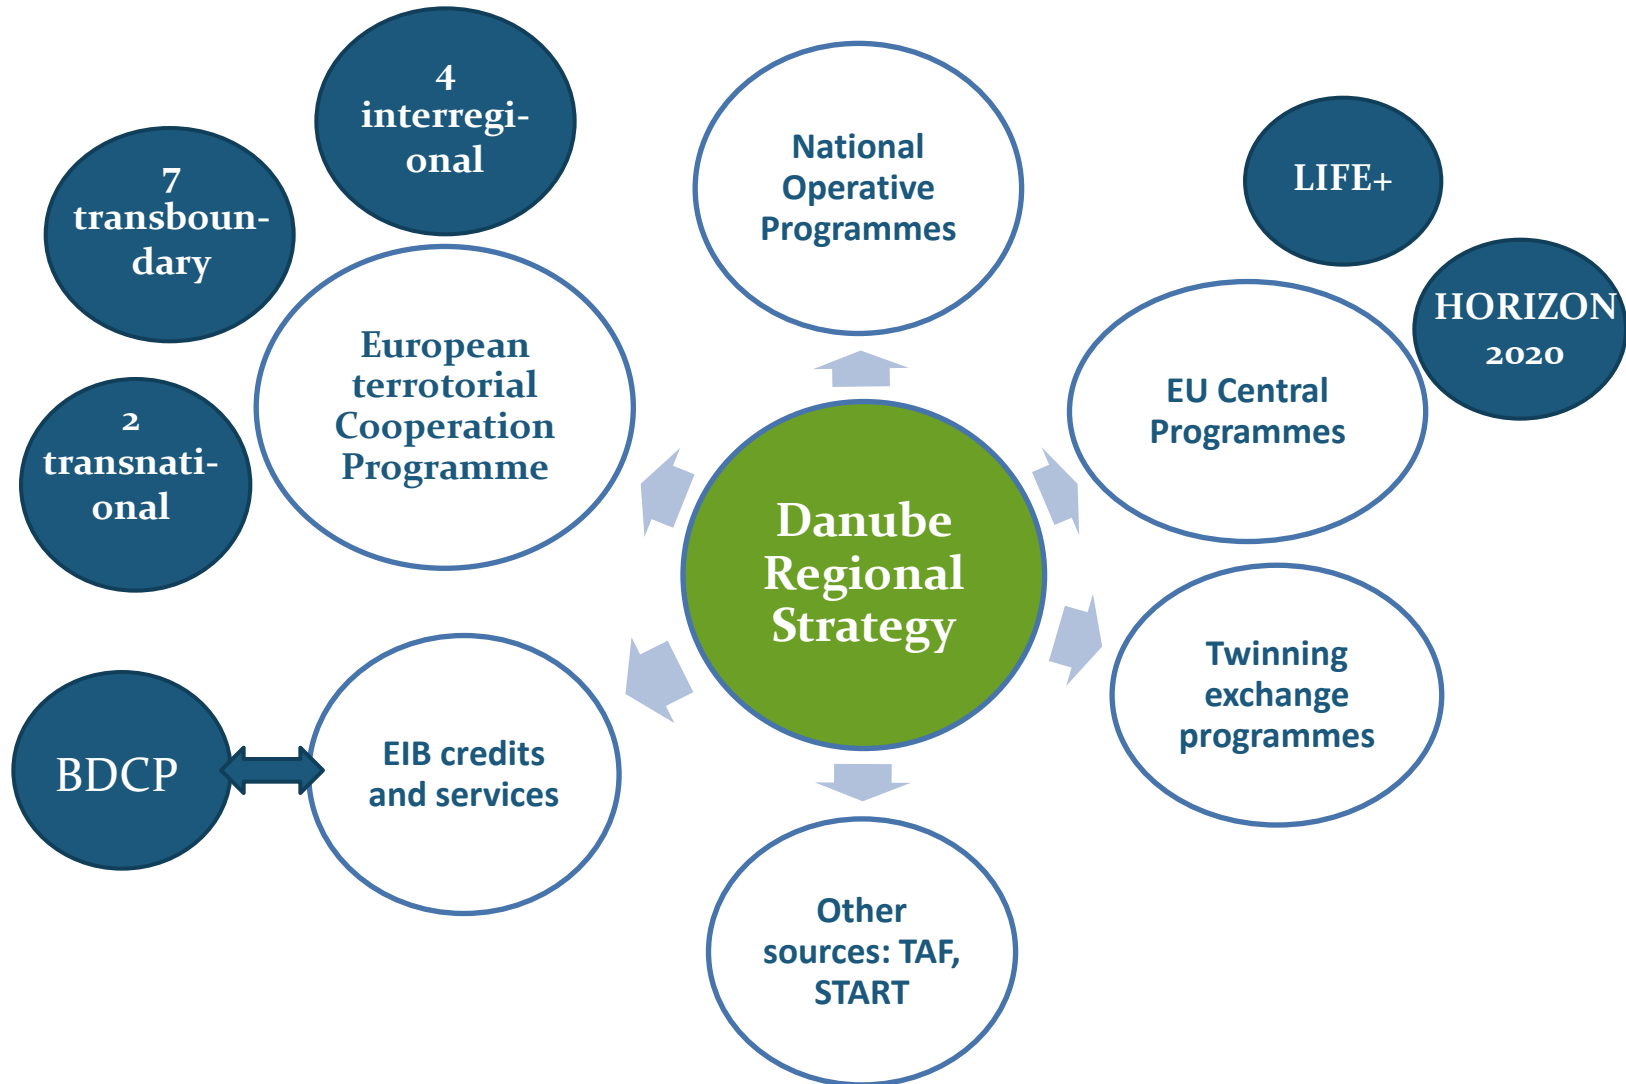 4
interregi-
onal
7
transboun-
dary
2
transnati-
onal
European
terrotorial
Cooperation
Programme
National
Operative
Programmes
LIFE+
HORIZON
2020
EU Central
Programmes
Danube
Regional
Strategy
Twinning
exchange
programmes
BDCP
EIB credits
and services
Other
sources: TAF,
START